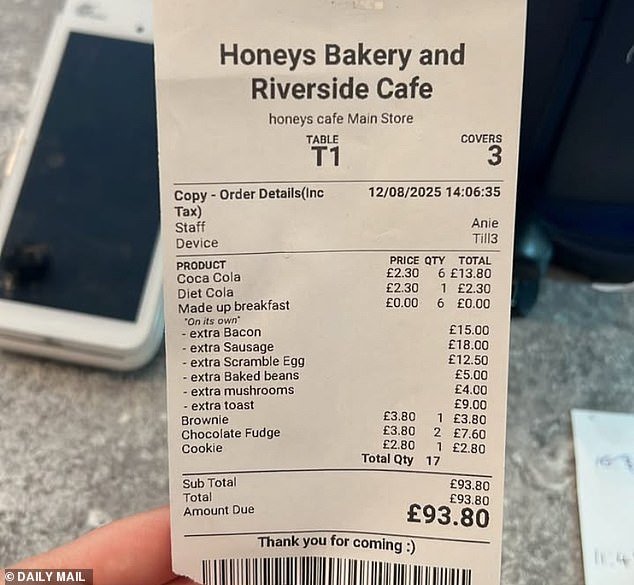 Honeys Bakery and
Riverside Cafe
honeys cafe Main Store
TABLE COVERS
T1 3
Copy - Order Details(Inc 12/08/2025 14:06:35
Tax)
Staff Anie
Device Till3
PRODUCT PRICE QTY TOTAL
Coca Cola £2.30 6 £13.80
Diet Cola £2.30 1 £2.30
Made up breakfast £0.00 6 £0.00
"On its own"
- extra Bacon £15.00
- extra Sausage £18.00
- extra Scramble Egg £12.50
- extra Baked beans £5.00
- extra mushrooms £4.00
- extra toast £9.00
Brownie £3.80 1 £3.80
Chocolate Fudge £3.80 2 £7.60
Cookie £2.80 1 £2.80
Total Qty 17
Sub Total £93.80
Total £93.80
Amount Due £93.80
Thank you for coming :)
© DAILY MAIL